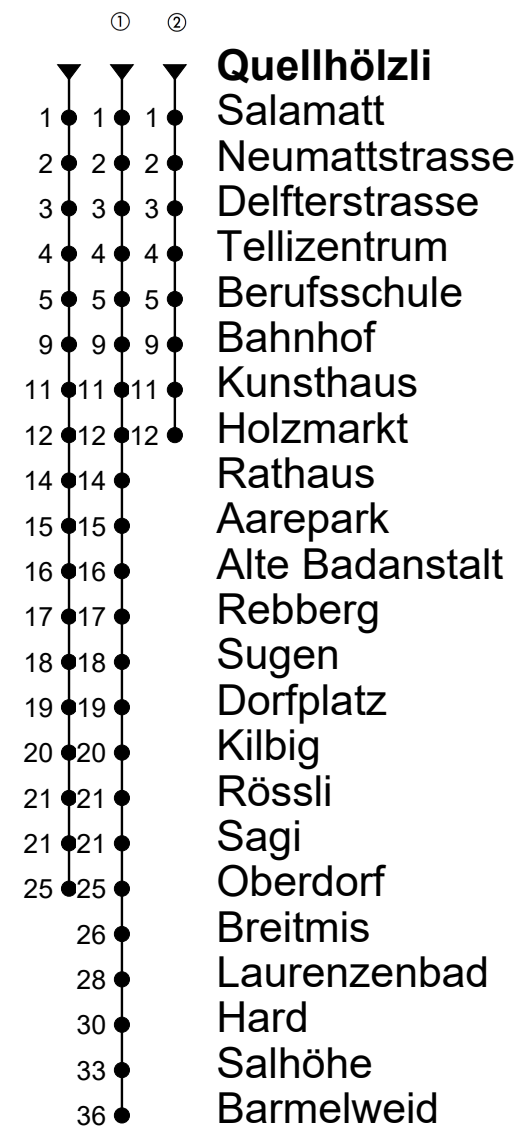 ① ②
Quellhölzli
1 1 1 Salamatt
2 2 2 Neumattstrasse
3 3 3 Delfterstrasse
4 4 4 Tellizentrum
5 5 5 Berufsschule
9 9 9 Bahnhof
11 11 11 Kunsthaus
12 12 12 Holzmarkt
14 14 Rathaus
15 15 Aarepark
16 16 Alte Badanstalt
17 17 Rebberg
18 18 Sugen
19 19 Dorfplatz
20 20 Kilbig
21 21 Rössli
21 21 Sagi
25 25 Oberdorf
26 Breitmis
28 Laurenzenbad
30 Hard
33 Salhöhe
36 Barmelweid